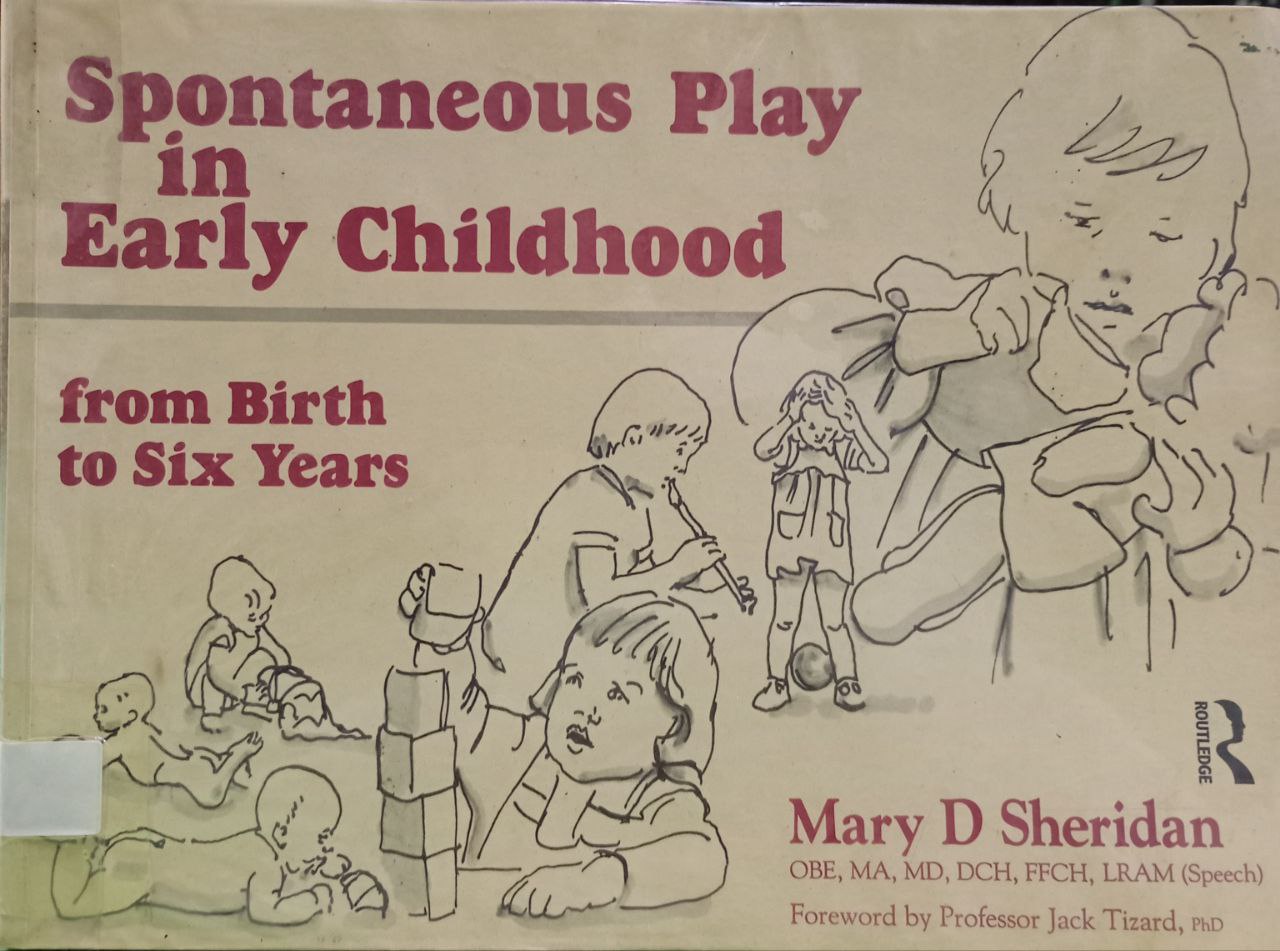 Spontaneous Play
in
Early Childhood
from Birth
to Six Years
ROUTLEDGE
Mary D Sheridan
OBE, MA, MD, DCH, FFCH, LRAM (Speech)
Foreword by Professor Jack Tizard, PhD